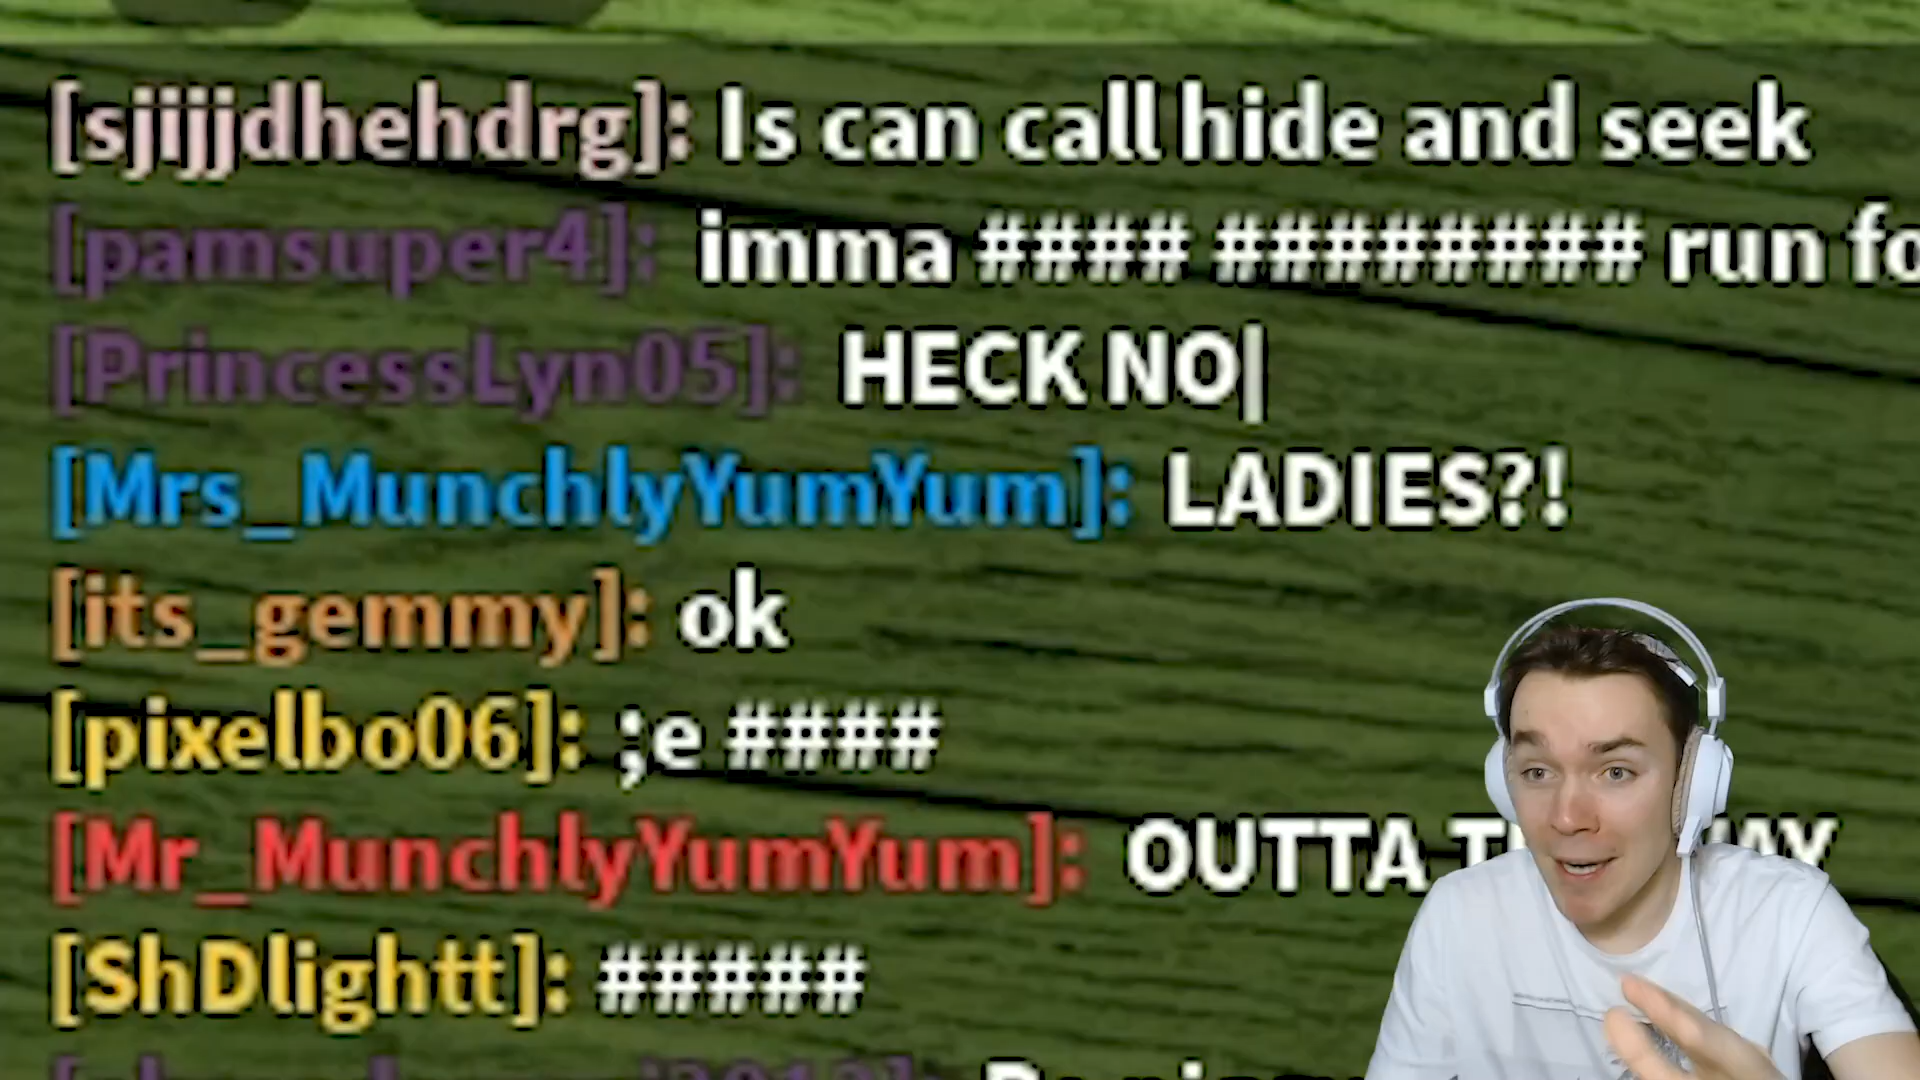 [sjijjdhehdrg]: Is can call hide and seek
[pamsuper4]: imma #### ######## run fo
[PrincessLyn05]: HECK NO|
[Mrs_MunchlyYumYum]: LADIES?!
[its_gemmy]: ok
[pixelbo06]: ;e ####
[Mr_MunchlyYumYum]: OUTTA
[ShDlightt]: #####